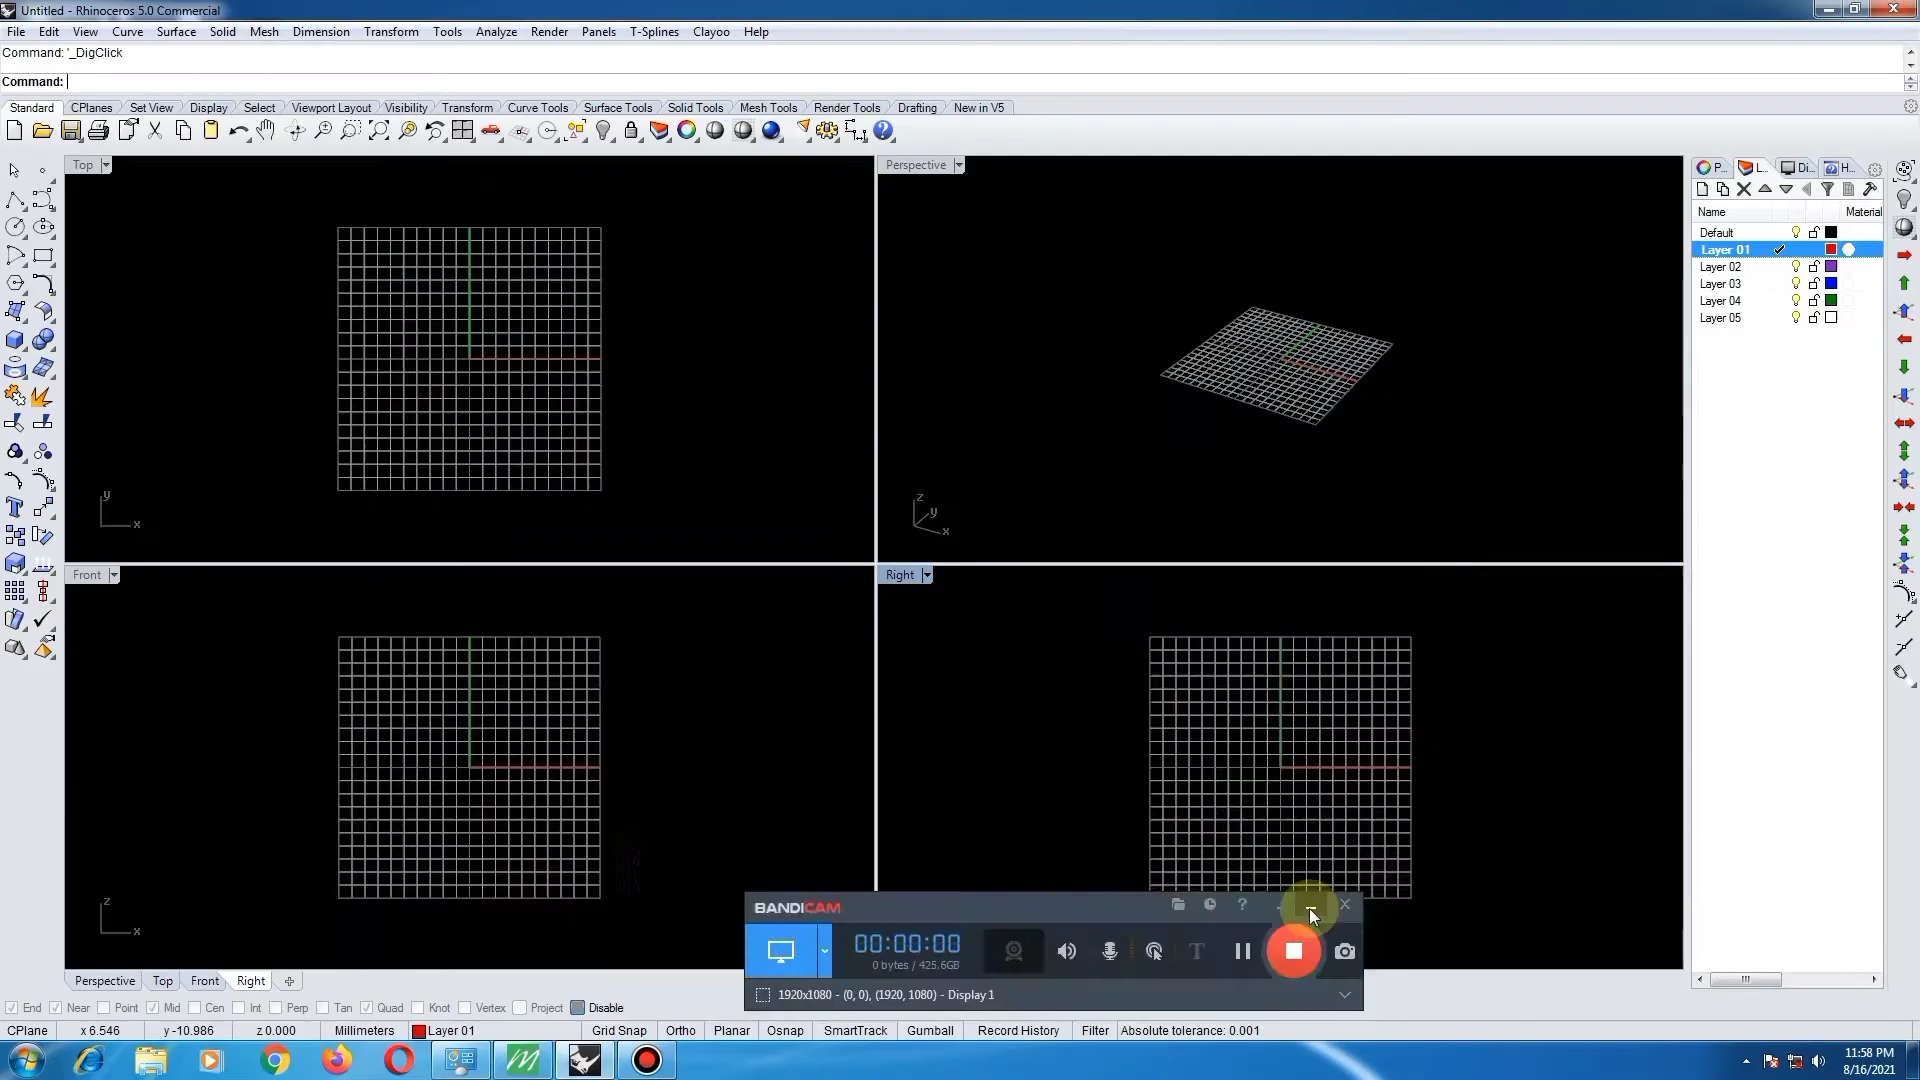 Untitled - Rhinoceros 5.0 Commercial
File Edit View Curve Surface Solid Mesh Dimension Transform Tools Analyze Render Panels T-Splines Clayoo Help
Command: '_DigClick
Command:
Standard CPlanes Set View Display Select Viewport Layout Visibility Transform Curve Tools Surface Tools Solid Tools Mesh Tools Render Tools Drafting New in V5
Top
Perspective
P... L... Di... H...
Name Material
Default
Layer 01
Layer 02
Layer 03
Layer 04
Layer 05
y
x
z
y
x
Front
Right
z
x
BANDICAM
00:00:00
0 bytes / 425.6GB
1920x1080 - (0, 0), (1920, 1080) - Display 1
Perspective Top Front Right
End Near Point Mid Cen Int Perp Tan Quad Knot Vertex Project Disable
CPlane x 6.546 y -10.986 z 0.000 Millimeters Layer 01 Grid Snap Ortho Planar Osnap SmartTrack Gumball Record History Filter Absolute tolerance: 0.001
11:58 PM
8/16/2021